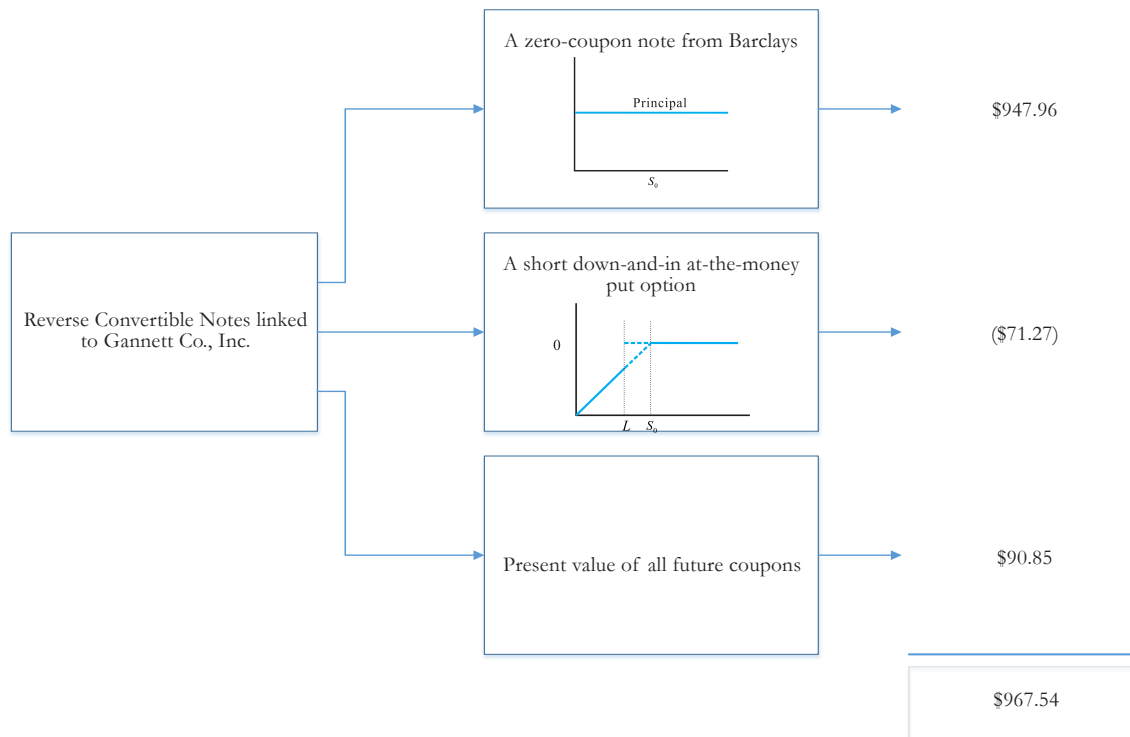 A zero-coupon note from Barclays
Principal
S₀
$947.96
Reverse Convertible Notes linked
to Gannett Co., Inc.
A short down-and-in at-the-money
put option
0
L S₀
($71.27)
Present value of all future coupons
$90.85
$967.54